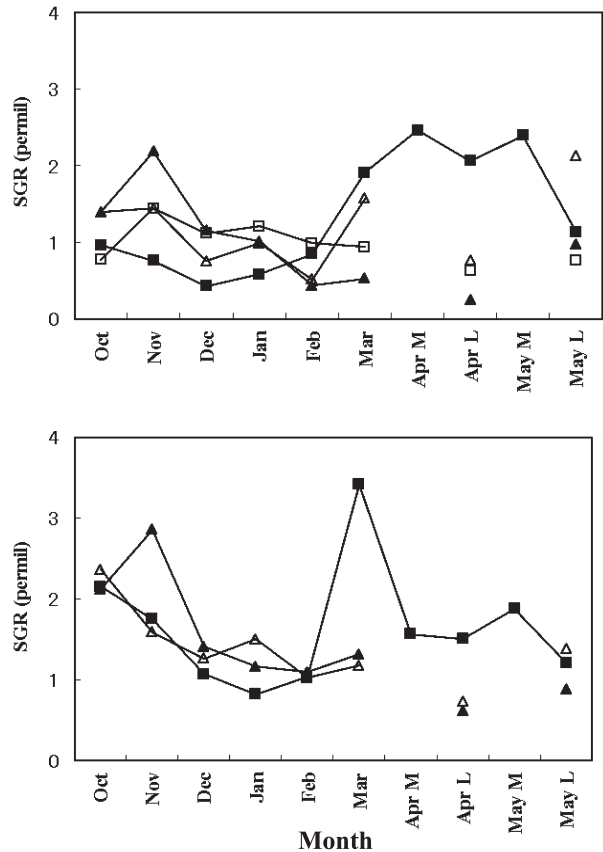 4
3
2
1
0
SGR (permil)
Oct
Nov
Dec
Jan
Feb
Mar
Apr M
Apr L
May M
May L
4
3
2
1
0
SGR (permil)
Oct
Nov
Dec
Jan
Feb
Mar
Apr M
Apr L
May M
May L
Month